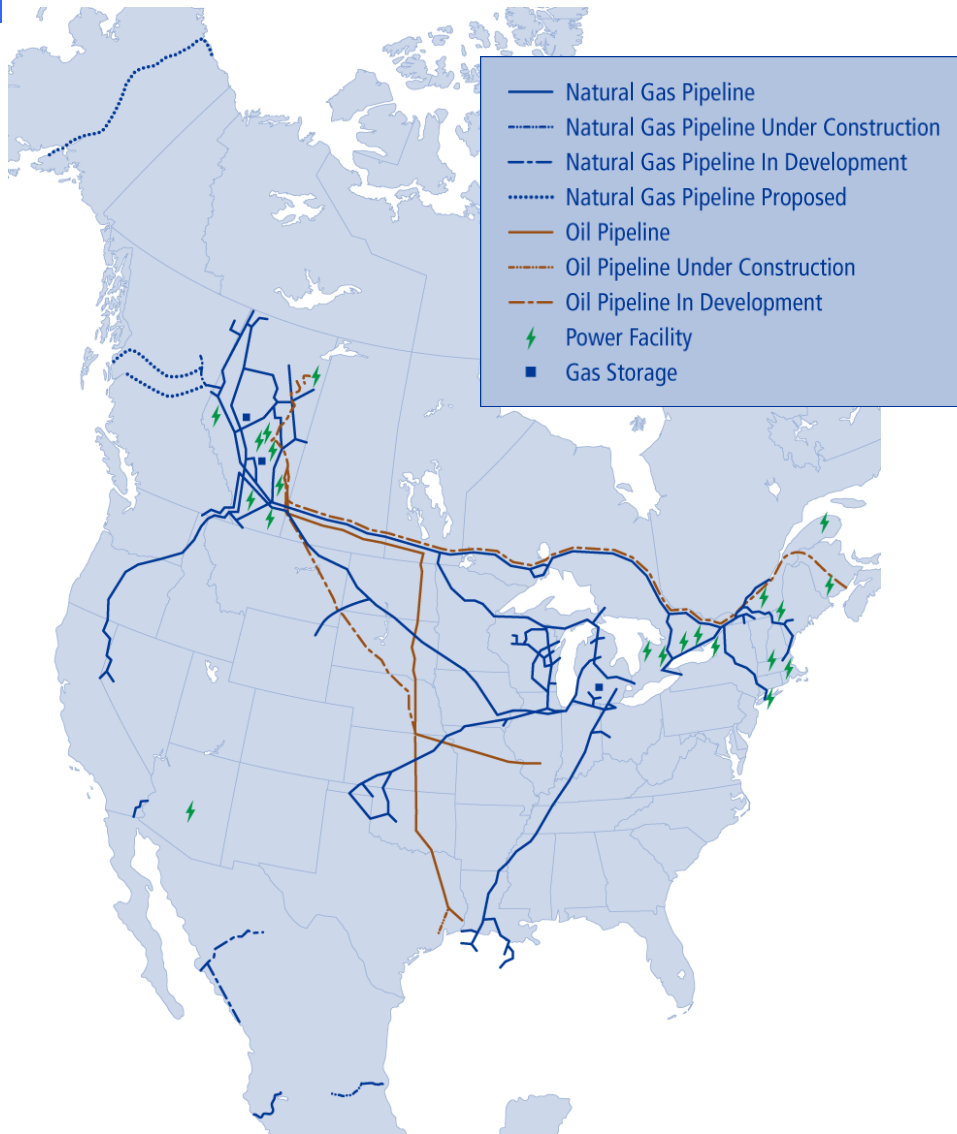 Natural Gas Pipeline
Natural Gas Pipeline Under Construction
Natural Gas Pipeline In Development
Natural Gas Pipeline Proposed
Oil Pipeline
Oil Pipeline Under Construction
Oil Pipeline In Development
Power Facility
Gas Storage